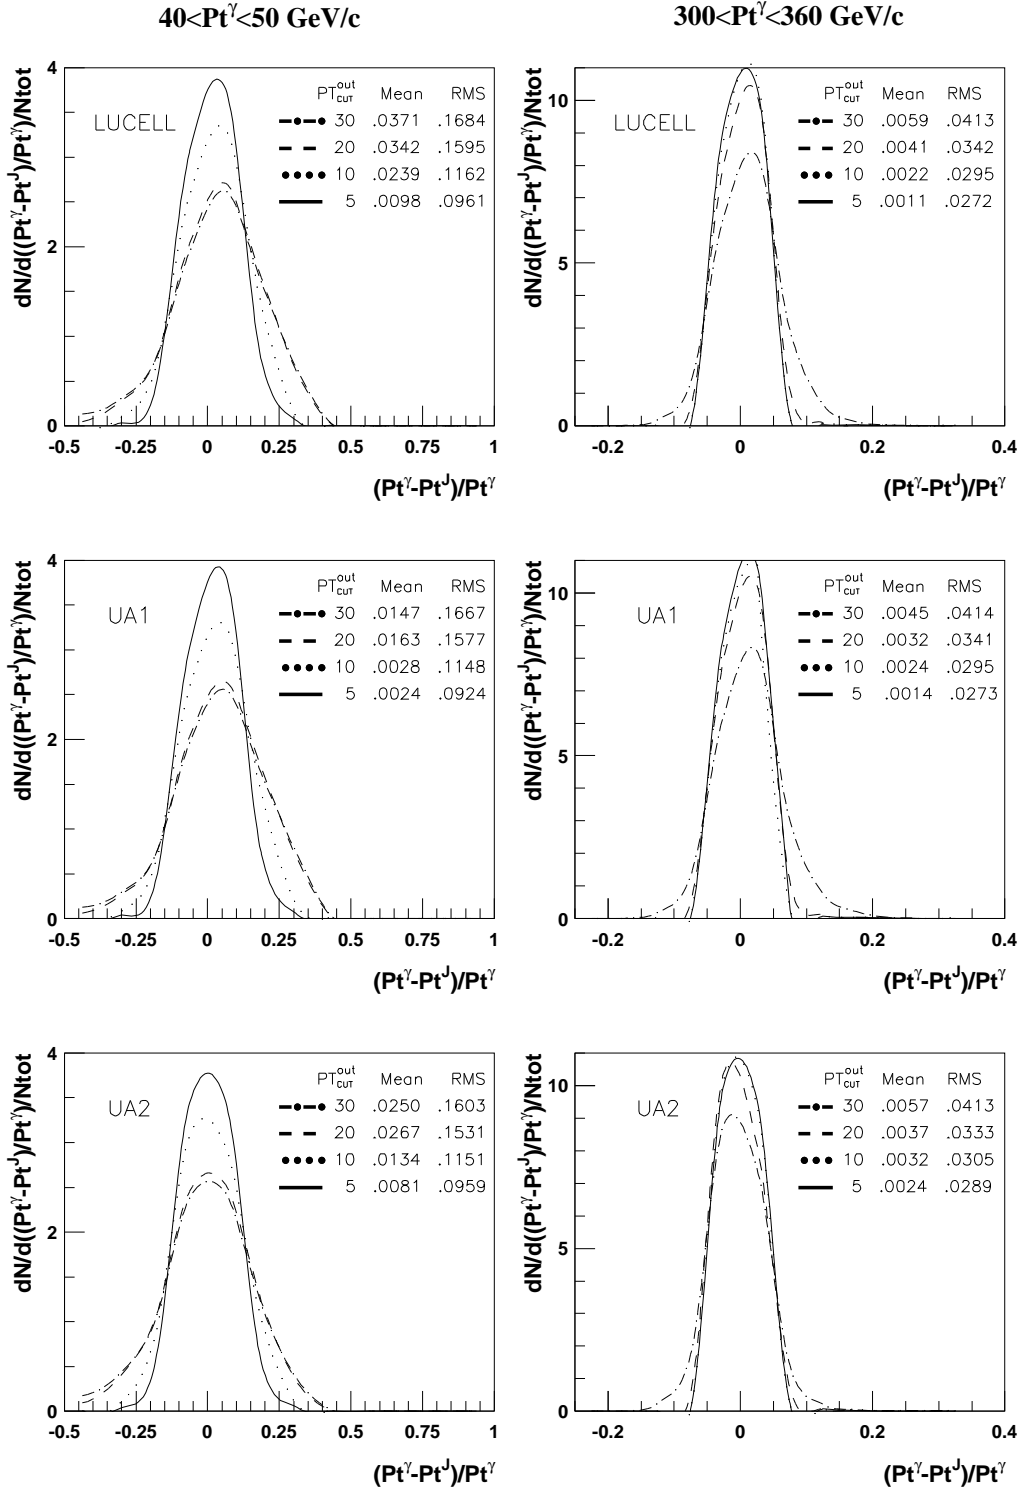 40<Pt^γ<50 GeV/c
300<Pt^γ<360 GeV/c
dN/d((Pt^γ-Pt^J)/Pt^γ)/Ntot
4
2
0
LUCELL
PT^out_CUT Mean RMS
30 .0371 .1684
20 .0342 .1595
10 .0239 .1162
5 .0098 .0961
-0.5 -0.25 0 0.25 0.5 0.75 1
(Pt^γ-Pt^J)/Pt^γ
dN/d((Pt^γ-Pt^J)/Pt^γ)/Ntot
10
5
0
LUCELL
PT^out_CUT Mean RMS
30 .0059 .0413
20 .0041 .0342
10 .0022 .0295
5 .0011 .0272
-0.2 0 0.2 0.4
(Pt^γ-Pt^J)/Pt^γ
dN/d((Pt^γ-Pt^J)/Pt^γ)/Ntot
4
2
0
UA1
PT^out_CUT Mean RMS
30 .0147 .1667
20 .0163 .1577
10 .0028 .1148
5 .0024 .0924
-0.5 -0.25 0 0.25 0.5 0.75 1
(Pt^γ-Pt^J)/Pt^γ
dN/d((Pt^γ-Pt^J)/Pt^γ)/Ntot
10
5
0
UA1
PT^out_CUT Mean RMS
30 .0045 .0414
20 .0032 .0341
10 .0024 .0295
5 .0014 .0273
-0.2 0 0.2 0.4
(Pt^γ-Pt^J)/Pt^γ
dN/d((Pt^γ-Pt^J)/Pt^γ)/Ntot
4
2
0
UA2
PT^out_CUT Mean RMS
30 .0250 .1603
20 .0267 .1531
10 .0134 .1151
5 .0081 .0959
-0.5 -0.25 0 0.25 0.5 0.75 1
(Pt^γ-Pt^J)/Pt^γ
dN/d((Pt^γ-Pt^J)/Pt^γ)/Ntot
10
5
0
UA2
PT^out_CUT Mean RMS
30 .0057 .0413
20 .0037 .0333
10 .0032 .0305
5 .0024 .0289
-0.2 0 0.2 0.4
(Pt^γ-Pt^J)/Pt^γ